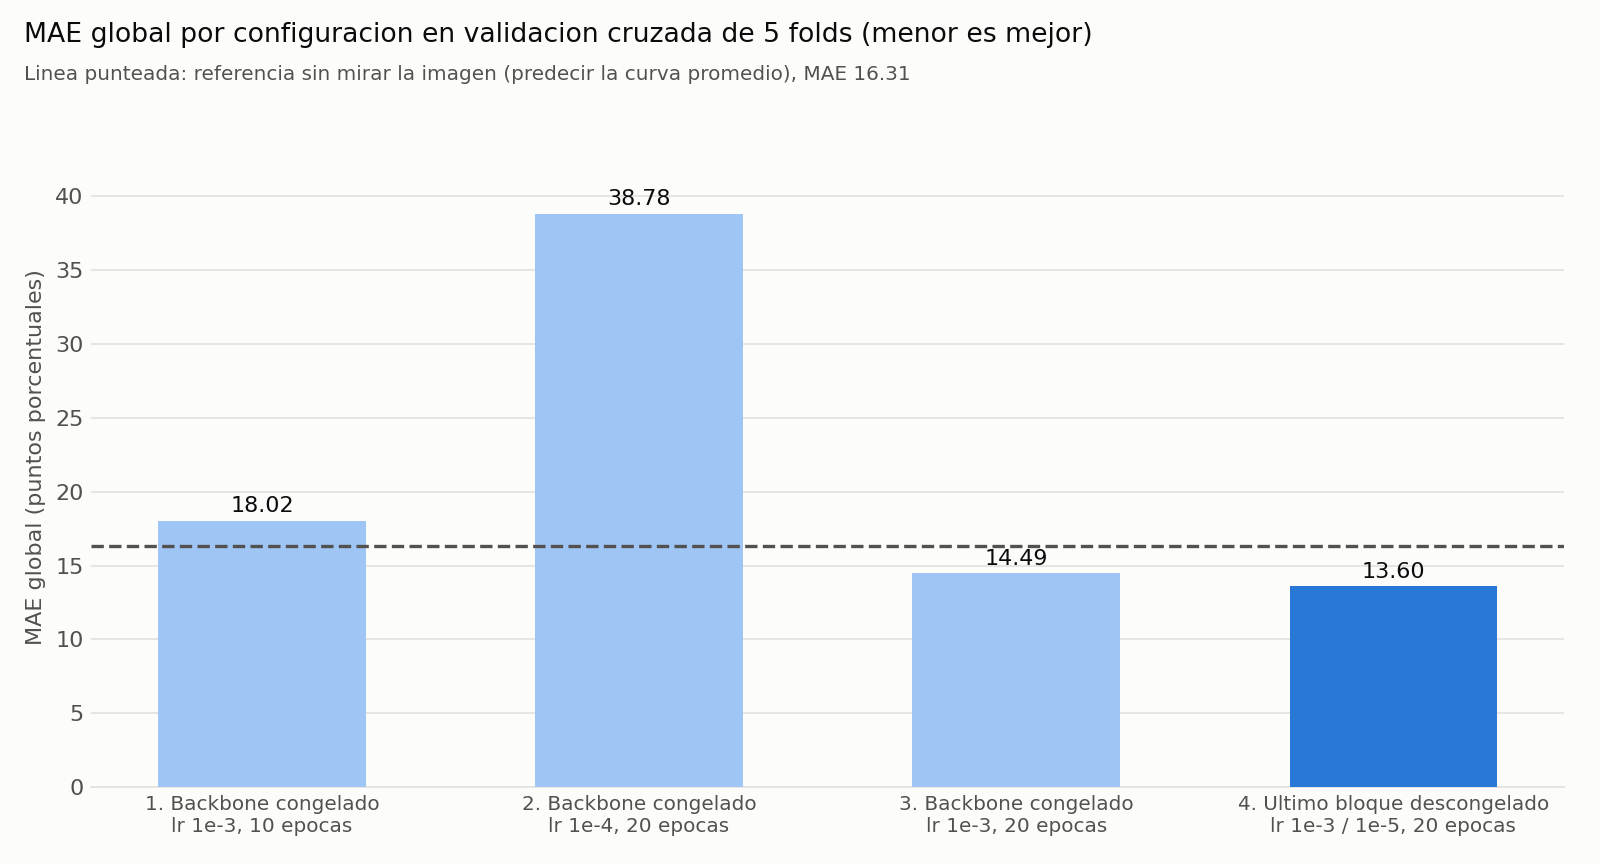 MAE global por configuracion en validacion cruzada de 5 folds (menor es mejor)
Linea punteada: referencia sin mirar la imagen (predecir la curva promedio), MAE 16.31
MAE global (puntos porcentuales)
40
35
30
25
20
15
10
5
0
18.02
38.78
14.49
13.60
1. Backbone congelado
lr 1e-3, 10 epocas
2. Backbone congelado
lr 1e-4, 20 epocas
3. Backbone congelado
lr 1e-3, 20 epocas
4. Ultimo bloque descongelado
lr 1e-3 / 1e-5, 20 epocas